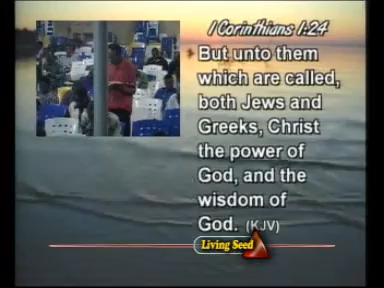 1 Corinthians 1:24
But unto them
which are called,
both Jews and
Greeks, Christ
the power of
God, and the
wisdom of
God. (KJV)
Living Seed